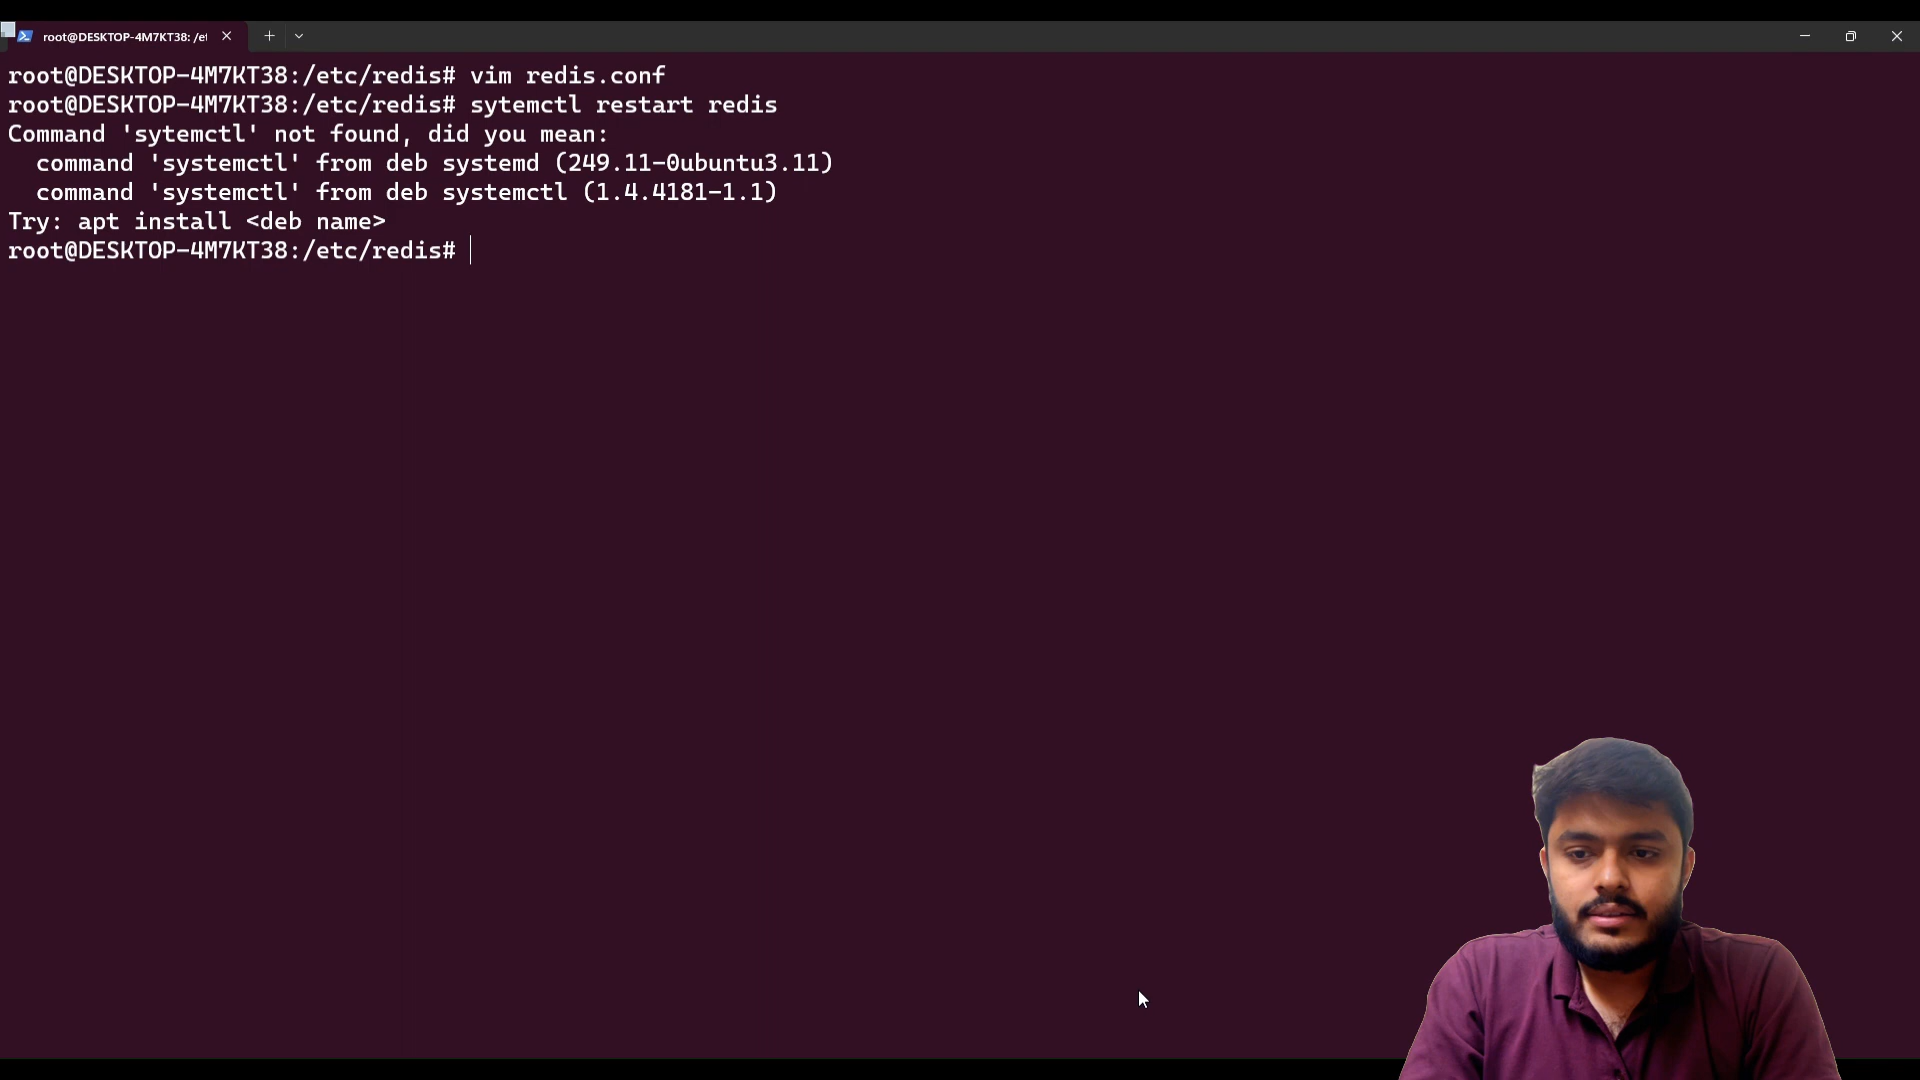 root@DESKTOP-4M7KT38: /et
root@DESKTOP-4M7KT38:/etc/redis# vim redis.conf
root@DESKTOP-4M7KT38:/etc/redis# sytemctl restart redis
Command 'sytemctl' not found, did you mean:
  command 'systemctl' from deb systemd (249.11-0ubuntu3.11)
  command 'systemctl' from deb systemctl (1.4.4181-1.1)
Try: apt install <deb name>
root@DESKTOP-4M7KT38:/etc/redis#